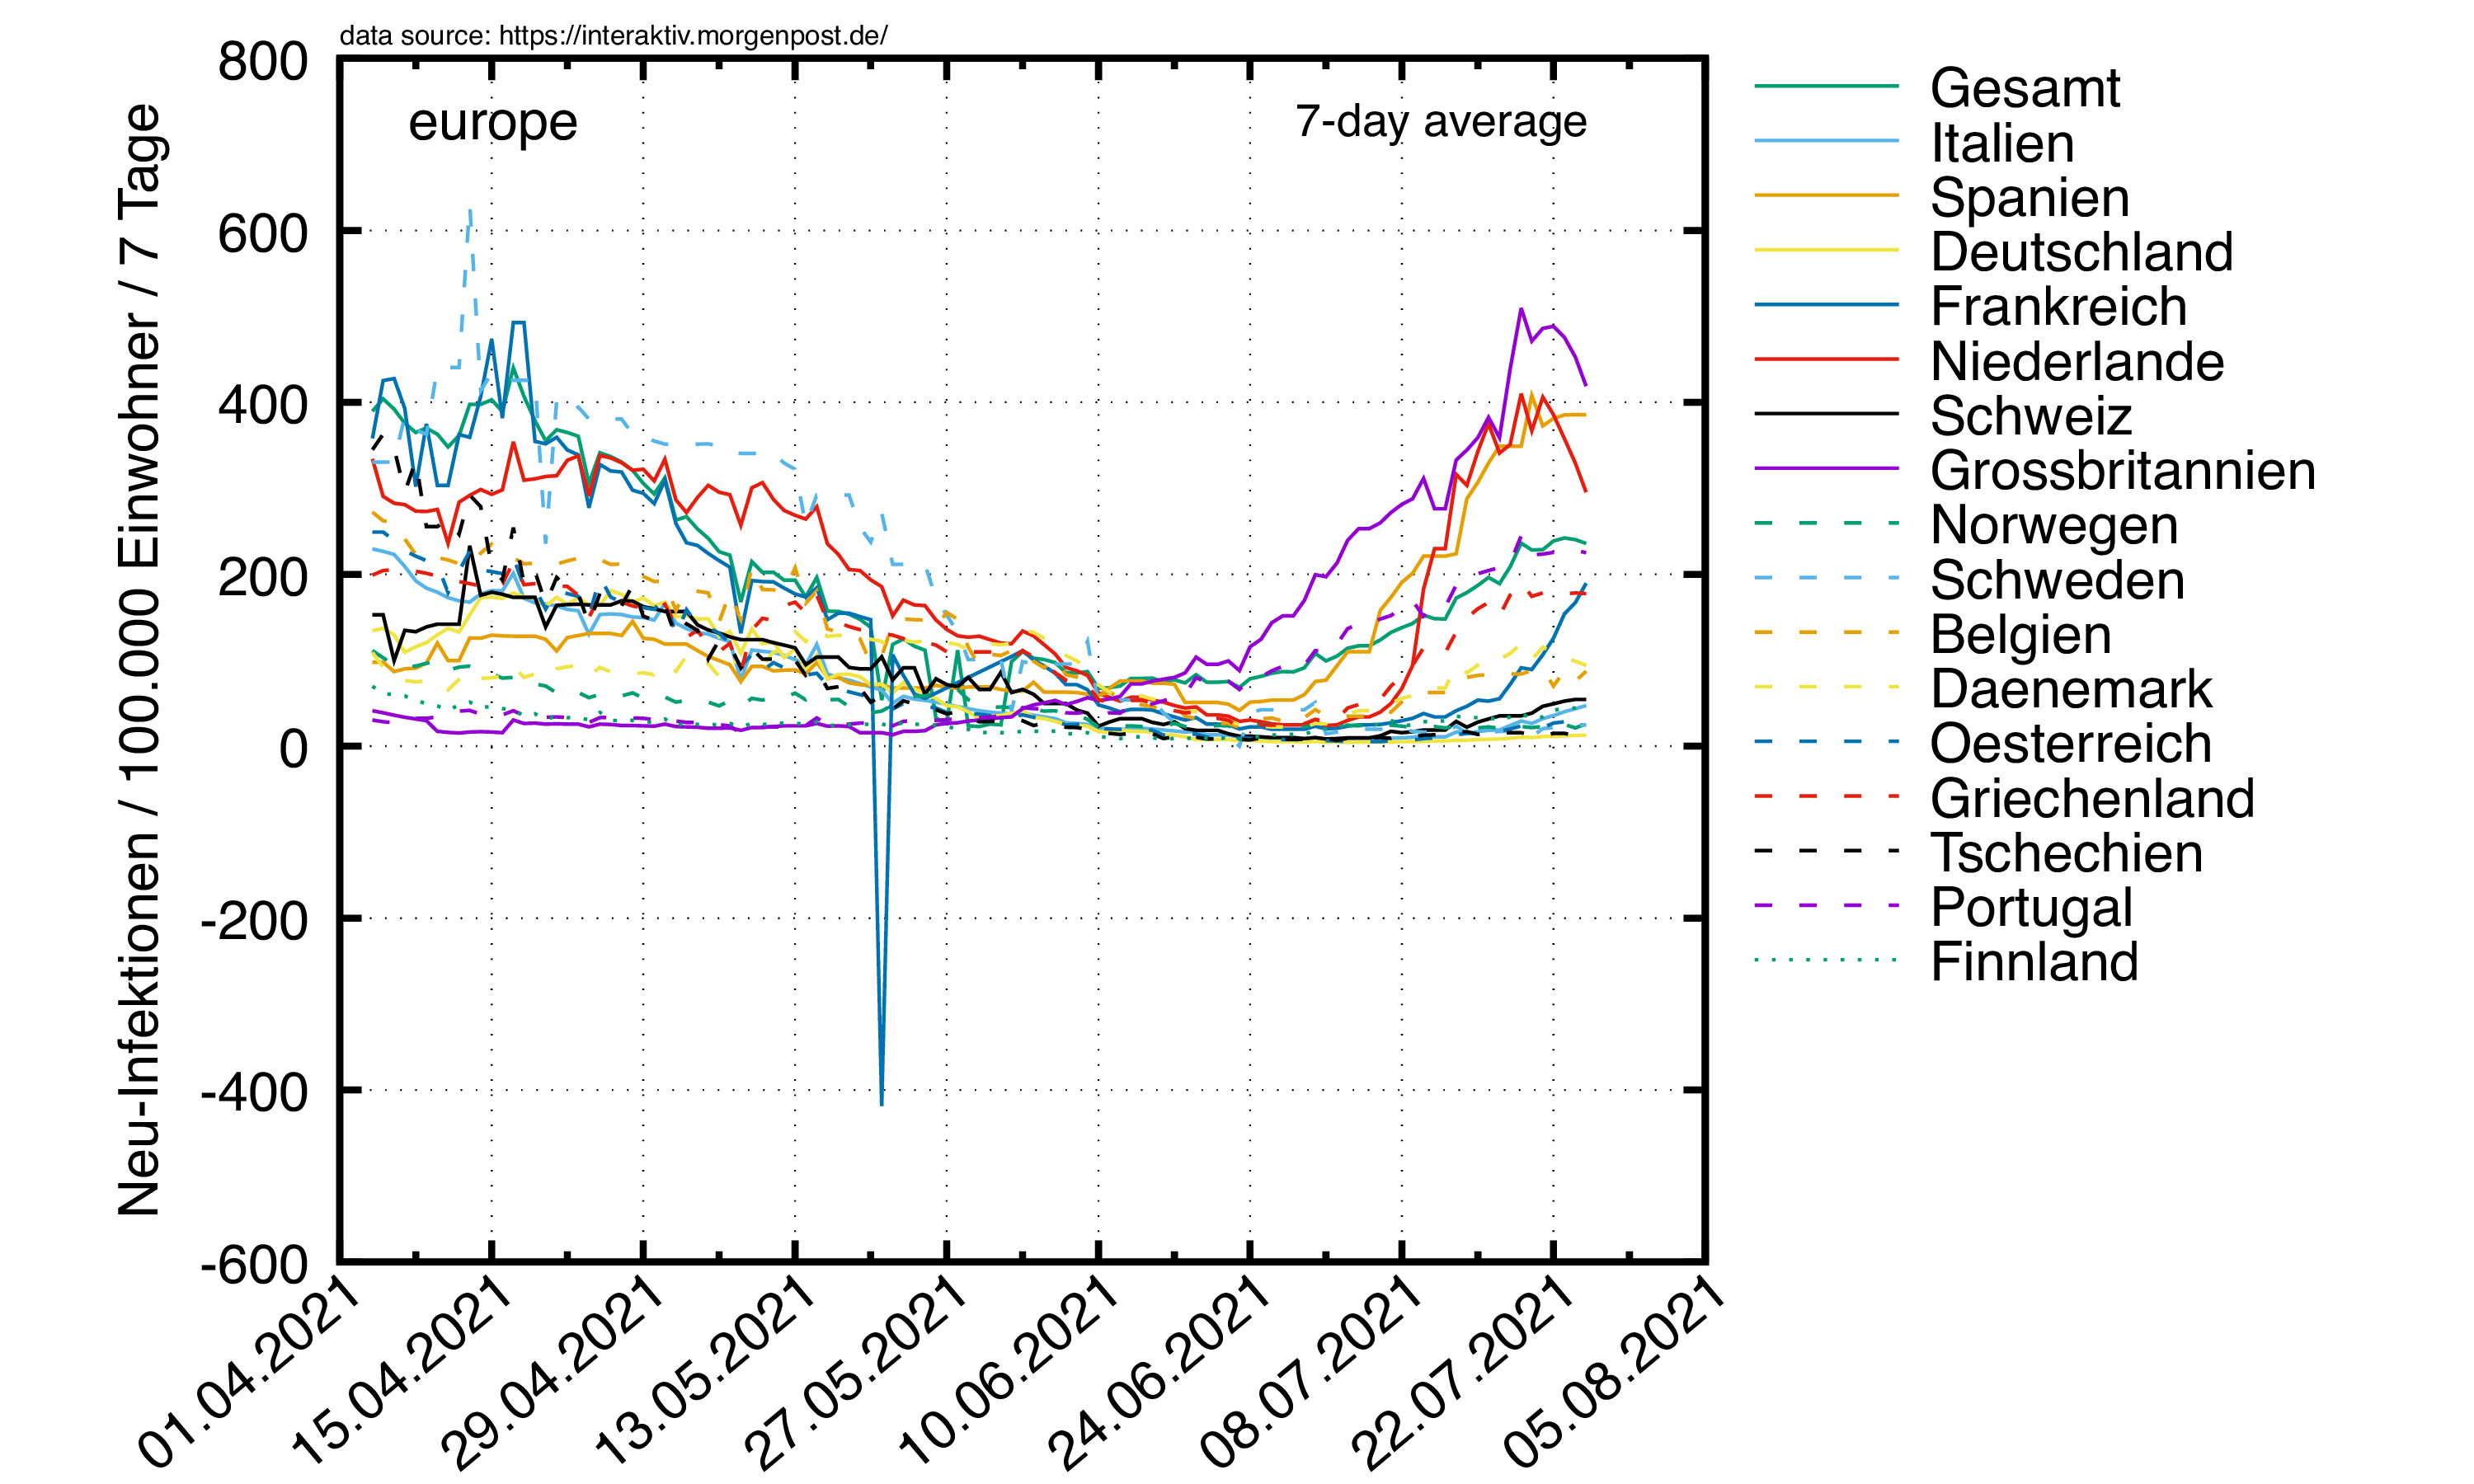 data source: https://interaktiv.morgenpost.de/
europe
7-day average
Neu-Infektionen / 100.000 Einwohner / 7 Tage
800
600
400
200
0
-200
-400
-600
01.04.2021
15.04.2021
29.04.2021
13.05.2021
27.05.2021
10.06.2021
24.06.2021
08.07.2021
22.07.2021
05.08.2021
Gesamt
Italien
Spanien
Deutschland
Frankreich
Niederlande
Schweiz
Grossbritannien
Norwegen
Schweden
Belgien
Daenemark
Oesterreich
Griechenland
Tschechien
Portugal
Finnland